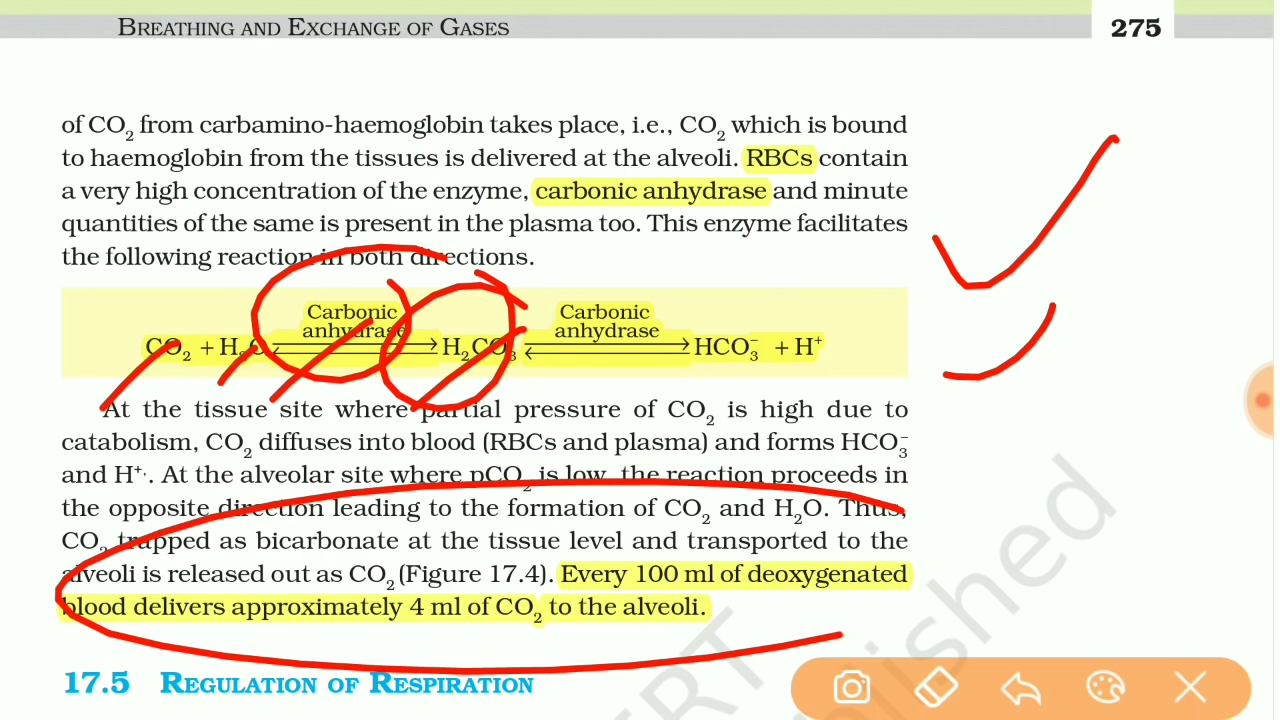 BREATHING AND EXCHANGE OF GASES 275
of CO₂ from carbamino-haemoglobin takes place, i.e., CO₂ which is bound
to haemoglobin from the tissues is delivered at the alveoli. RBCs contain
a very high concentration of the enzyme, carbonic anhydrase and minute
quantities of the same is present in the plasma too. This enzyme facilitates
the following reaction in both directions.
Carbonic anhydrase Carbonic anhydrase
CO₂ + H₂O ⇌ H₂CO₃ ⇌ HCO₃⁻ + H⁺
At the tissue site where partial pressure of CO₂ is high due to
catabolism, CO₂ diffuses into blood (RBCs and plasma) and forms HCO₃⁻
and H⁺·. At the alveolar site where pCO₂ is low, the reaction proceeds in
the opposite direction leading to the formation of CO₂ and H₂O. Thus,
CO₂ trapped as bicarbonate at the tissue level and transported to the
alveoli is released out as CO₂ (Figure 17.4). Every 100 ml of deoxygenated
blood delivers approximately 4 ml of CO₂ to the alveoli.
17.5 REGULATION OF RESPIRATION